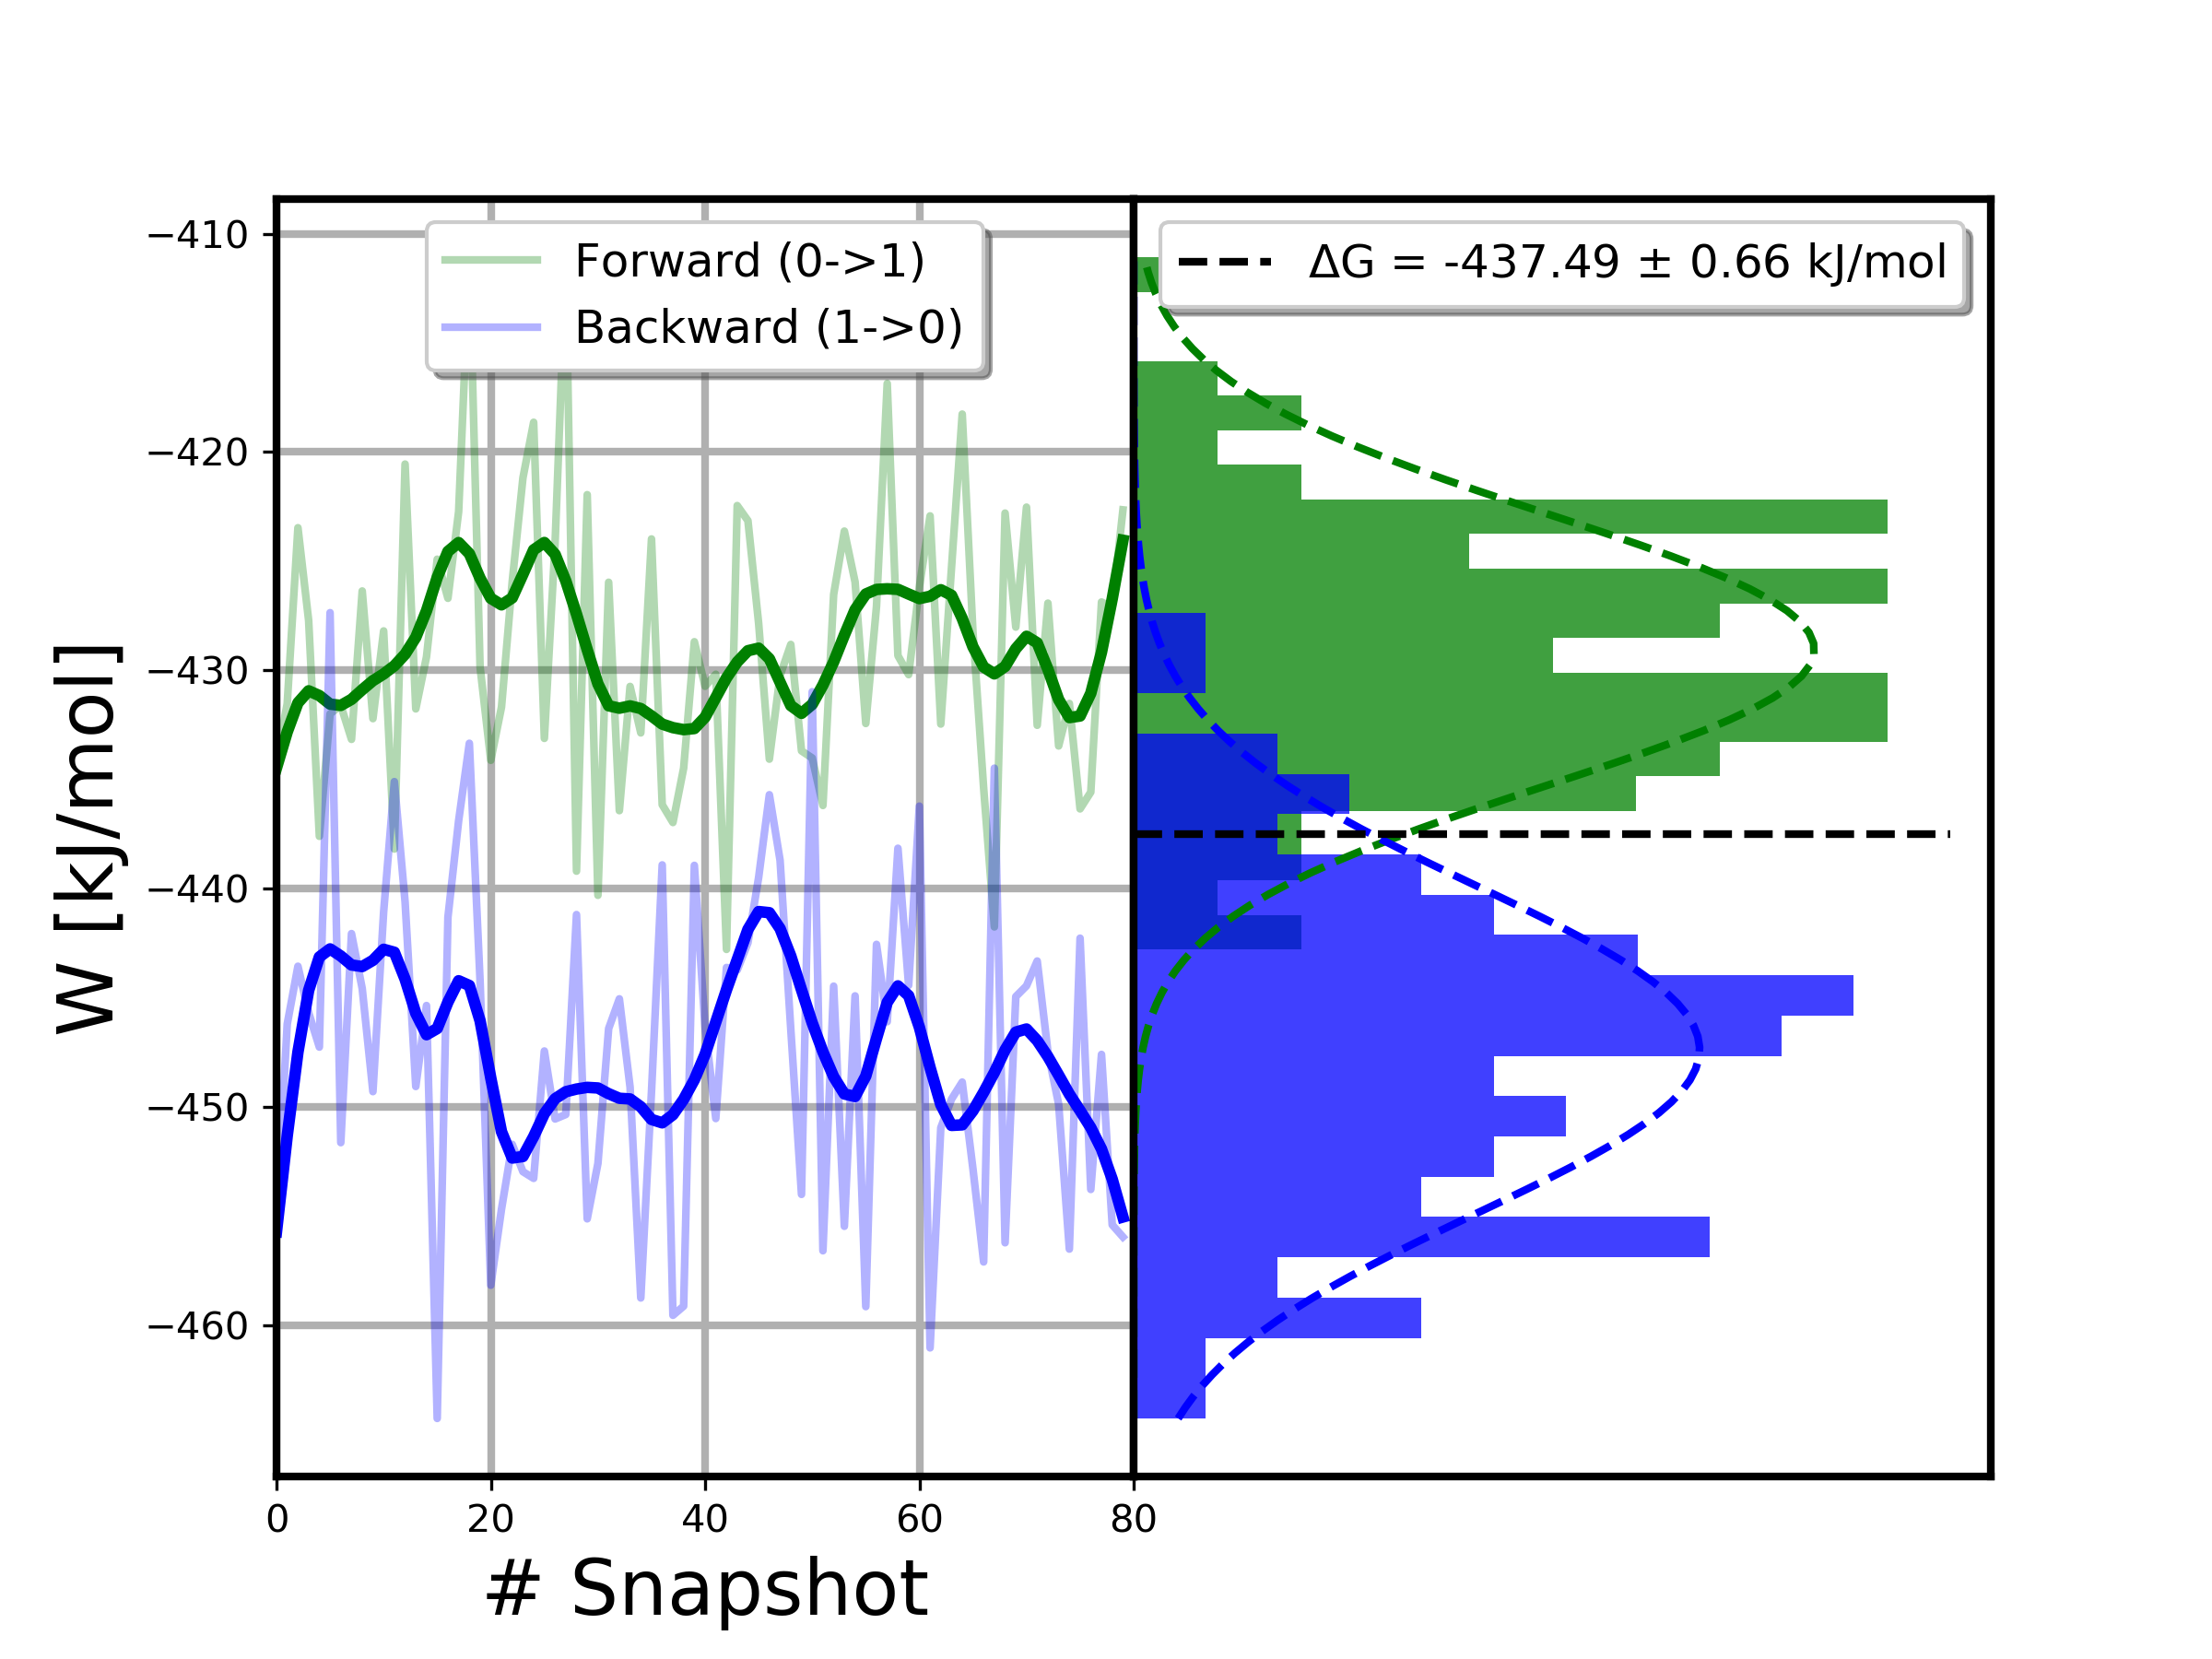 Forward (0->1)
Backward (1->0)
ΔG = -437.49 ± 0.66 kJ/mol
W [kJ/mol]
−410
−420
−430
−440
−450
−460
0 20 40 60 80
# Snapshot